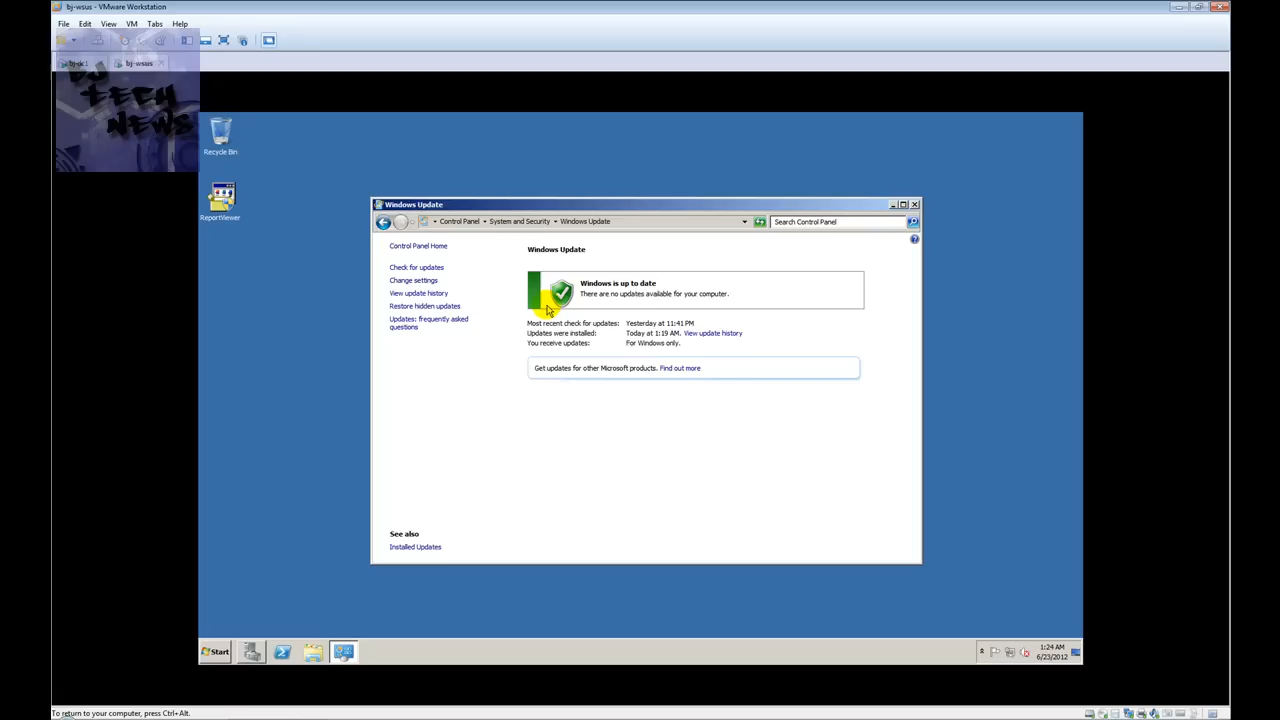 bj-wsus - VMware Workstation
File Edit View VM Tabs Help
bj-dc1 bj-wsus
BJ
TECH
NEWS
Recycle Bin
ReportViewer
Windows Update
Control Panel System and Security Windows Update Search Control Panel
Control Panel Home
Check for updates
Change settings
View update history
Restore hidden updates
Updates: frequently asked
questions
Windows Update
Windows is up to date
There are no updates available for your computer.
Most recent check for updates: Yesterday at 11:41 PM
Updates were installed: Today at 1:19 AM. View update history
You receive updates: For Windows only.
Get updates for other Microsoft products. Find out more
See also
Installed Updates
Start
1:24 AM
6/23/2012
To return to your computer, press Ctrl+Alt.